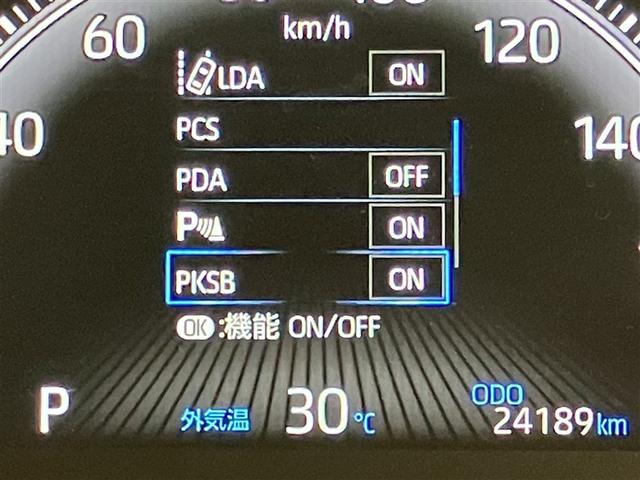 60
km/h
120
LDA ON
40
PCS
140
PDA OFF
P ON
PKSB ON
OK:機能 ON/OFF
P
外気温 30℃
ODO
24189km